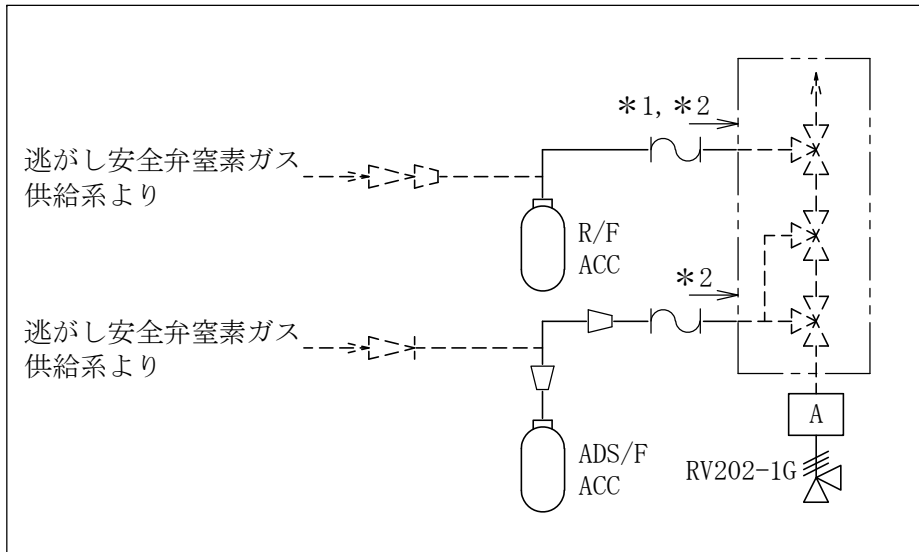 *1, *2
逃がし安全弁窒素ガス
供給系より
R/F
ACC
*2
逃がし安全弁窒素ガス
供給系より
A
ADS/F
ACC
RV202-1G